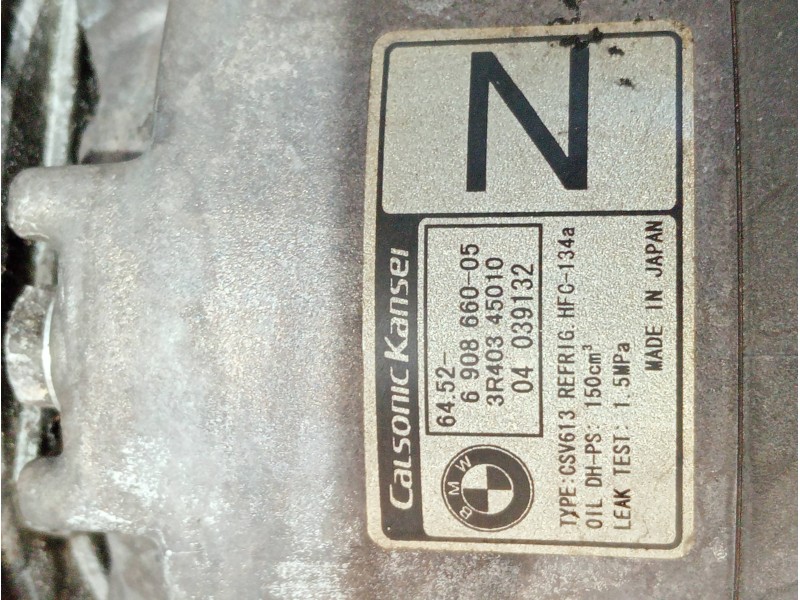 Calsonic Kansei
N
64.52-
6 908 660-05
3R403 45010
04 039132
BMW
TYPE:CSV613 REFRIG.HFC-134a
OIL DH-PS: 150cm³
LEAK TEST: 1.5MPa
MADE IN JAPAN